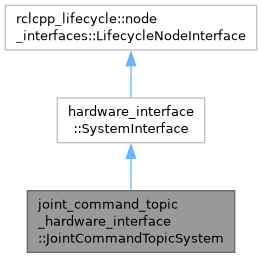 rclcpp_lifecycle::node
_interfaces::LifecycleNodeInterface
hardware_interface
::SystemInterface
joint_command_topic
_hardware_interface
::JointCommandTopicSystem